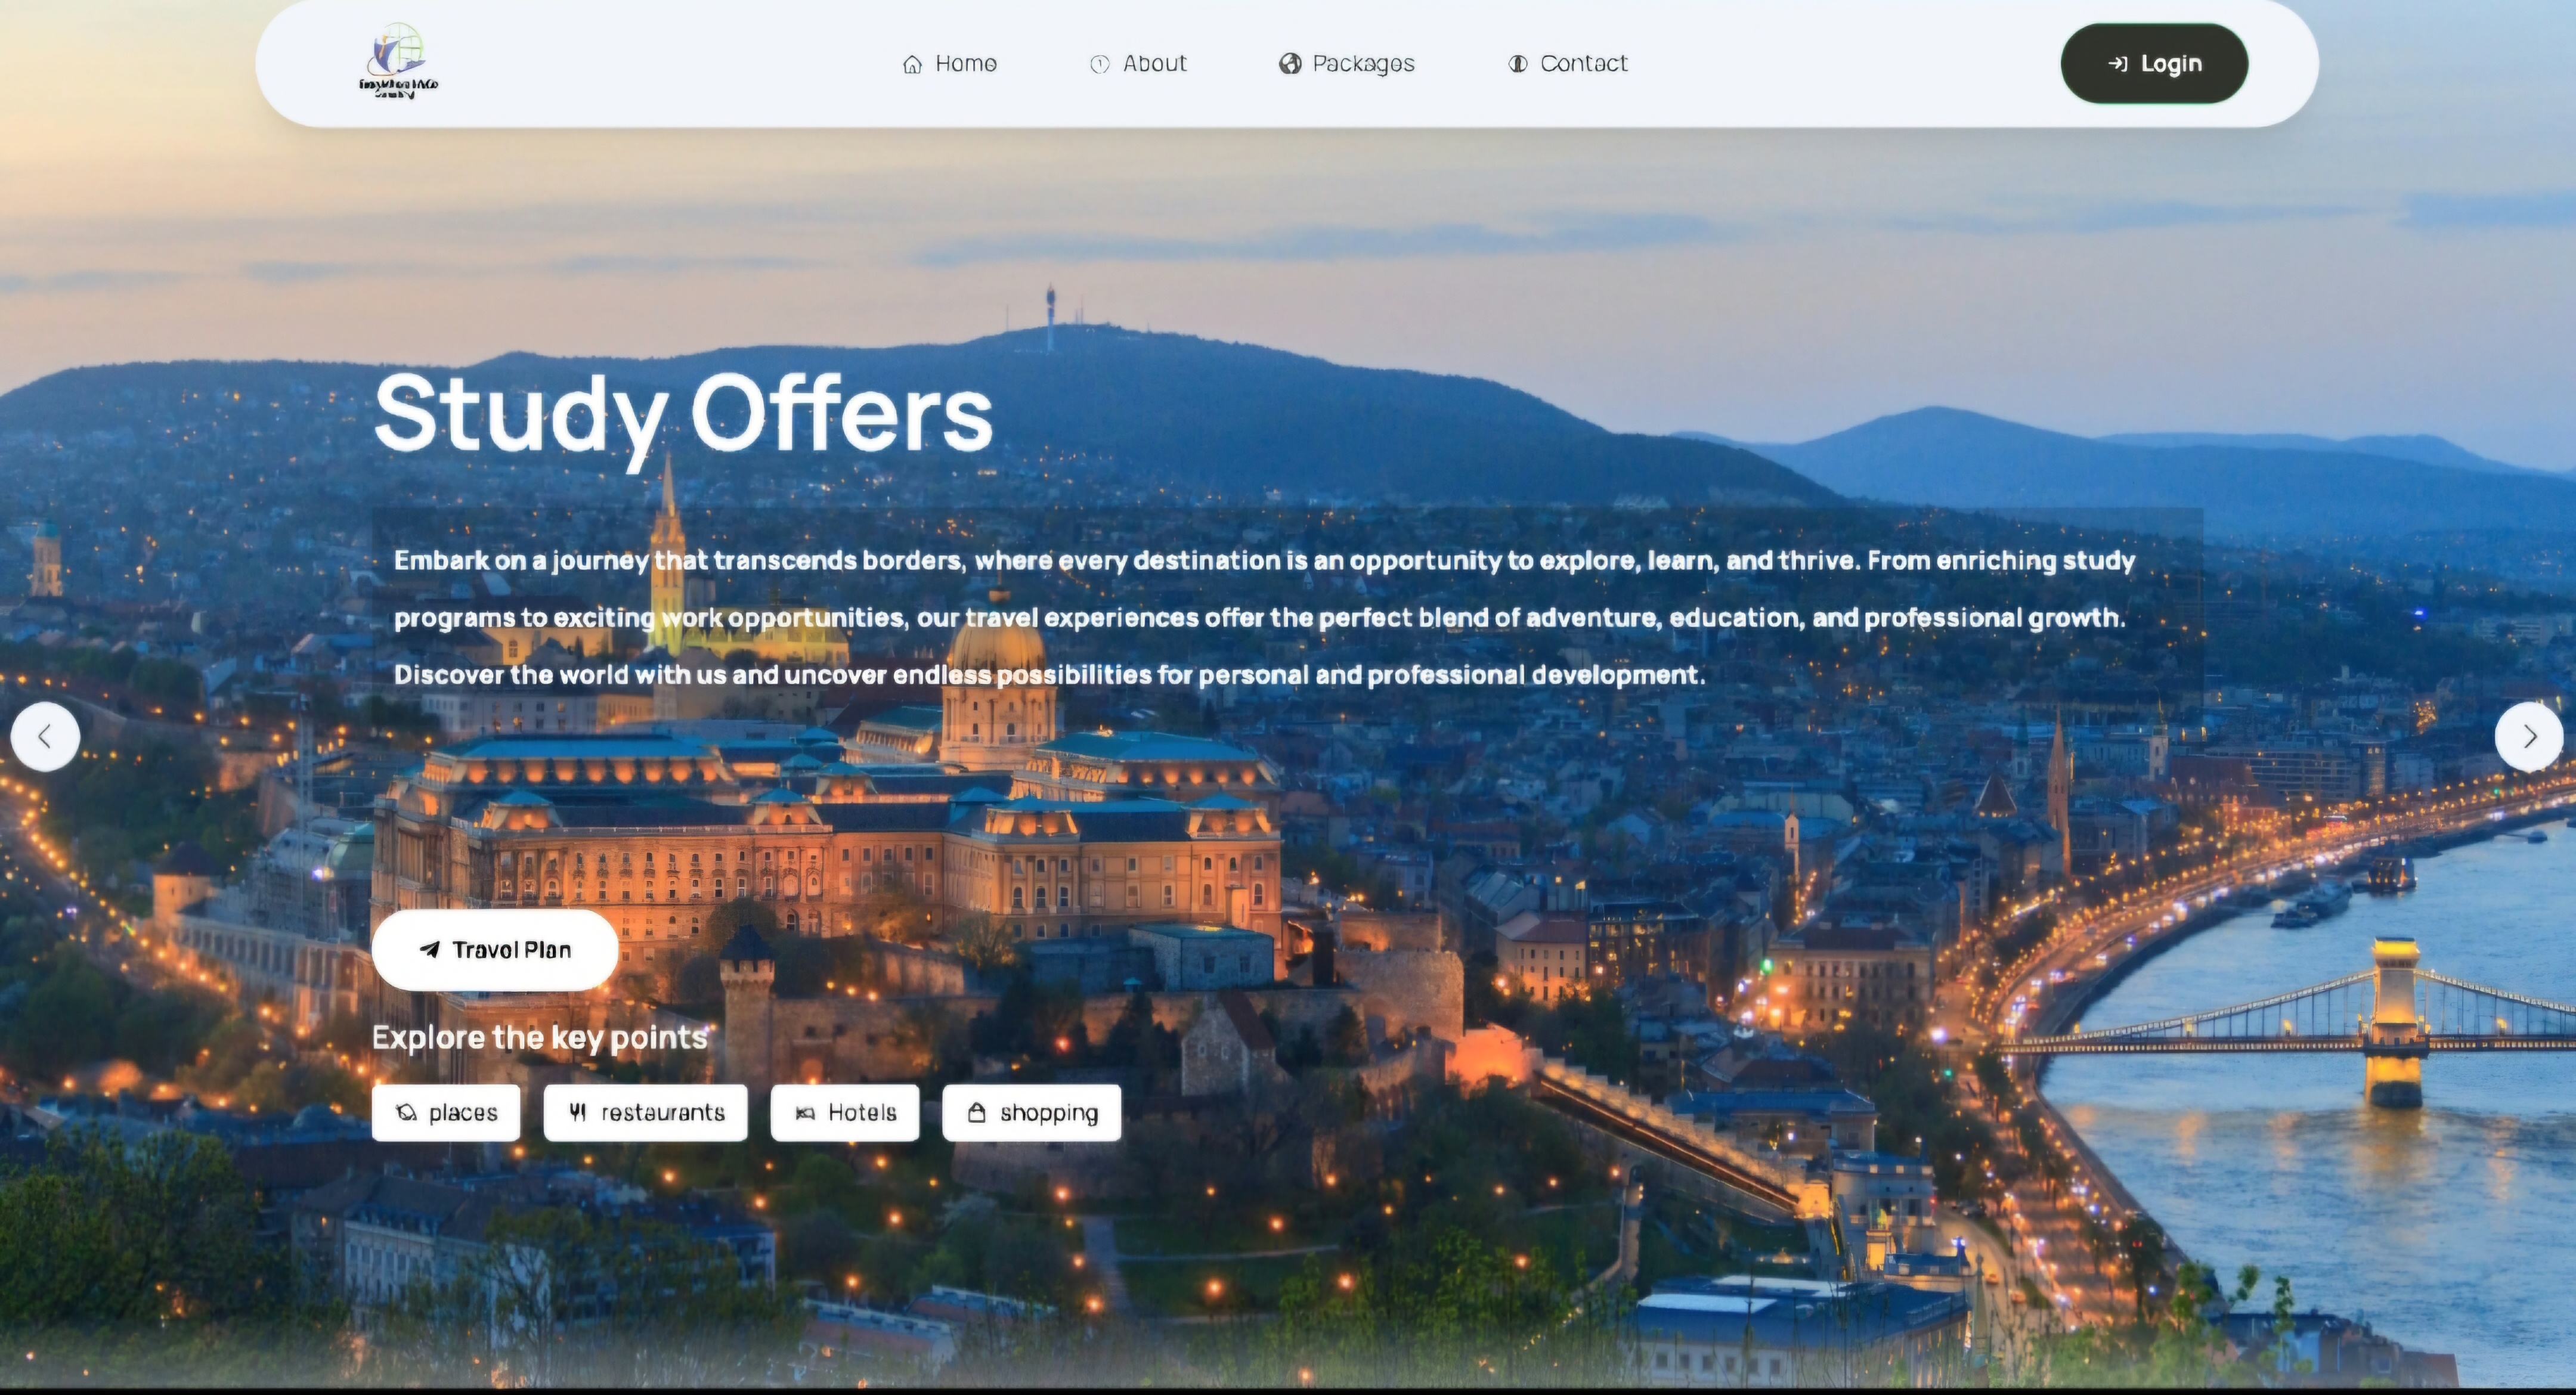 Home
About
Packages
Contact
Login
Study Offers
Embark on a journey that transcends borders, where every destination is an opportunity to explore, learn, and thrive. From enriching study
programs to exciting work opportunities, our travel experiences offer the perfect blend of adventure, education, and professional growth.
Discover the world with us and uncover endless possibilities for personal and professional development.
Travel Plan
Explore the key points
places
restaurants
Hotels
shopping